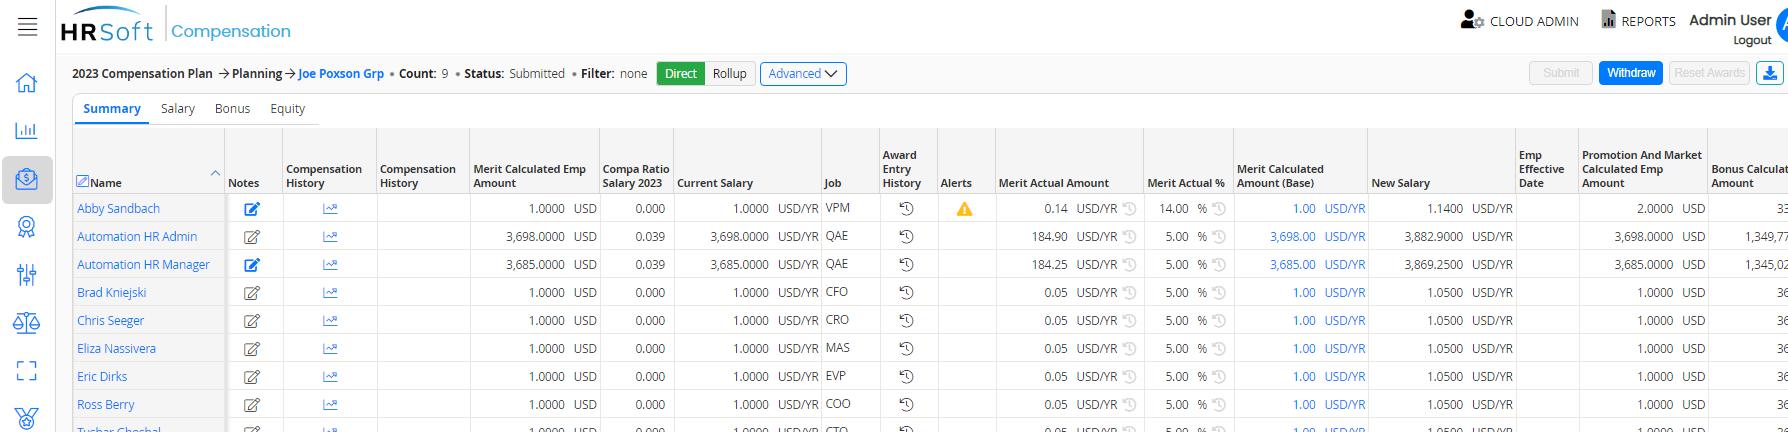 HRSoft Compensation
CLOUD ADMIN REPORTS Admin User
Logout
2023 Compensation Plan → Planning → Joe Poxson Grp • Count: 9 • Status: Submitted • Filter: none Direct Rollup Advanced Submit Withdraw Reset Awards
Summary Salary Bonus Equity
Name Notes Compensation History Compensation History Merit Calculated Emp Amount Compa Ratio Salary 2023 Current Salary Job Award Entry History Alerts Merit Actual Amount Merit Actual % Merit Calculated Amount (Base) New Salary Emp Effective Date Promotion And Market Calculated Emp Amount Bonus Calculat Amount
Abby Sandbach 1.0000 USD 0.000 1.0000 USD/YR VPM 0.14 USD/YR 14.00 % 1.00 USD/YR 1.1400 USD/YR 2.0000 USD 33
Automation HR Admin 3,698.0000 USD 0.039 3,698.0000 USD/YR QAE 184.90 USD/YR 5.00 % 3,698.00 USD/YR 3,882.9000 USD/YR 3,698.0000 USD 1,349,77
Automation HR Manager 3,685.0000 USD 0.039 3,685.0000 USD/YR QAE 184.25 USD/YR 5.00 % 3,685.00 USD/YR 3,869.2500 USD/YR 3,685.0000 USD 1,345,02
Brad Kniejski 1.0000 USD 0.000 1.0000 USD/YR CFO 0.05 USD/YR 5.00 % 1.00 USD/YR 1.0500 USD/YR 1.0000 USD 36
Chris Seeger 1.0000 USD 0.000 1.0000 USD/YR CRO 0.05 USD/YR 5.00 % 1.00 USD/YR 1.0500 USD/YR 1.0000 USD 36
Eliza Nassivera 1.0000 USD 0.000 1.0000 USD/YR MAS 0.05 USD/YR 5.00 % 1.00 USD/YR 1.0500 USD/YR 1.0000 USD 36
Eric Dirks 1.0000 USD 0.000 1.0000 USD/YR EVP 0.05 USD/YR 5.00 % 1.00 USD/YR 1.0500 USD/YR 1.0000 USD 36
Ross Berry 1.0000 USD 0.000 1.0000 USD/YR COO 0.05 USD/YR 5.00 % 1.00 USD/YR 1.0500 USD/YR 1.0000 USD 36